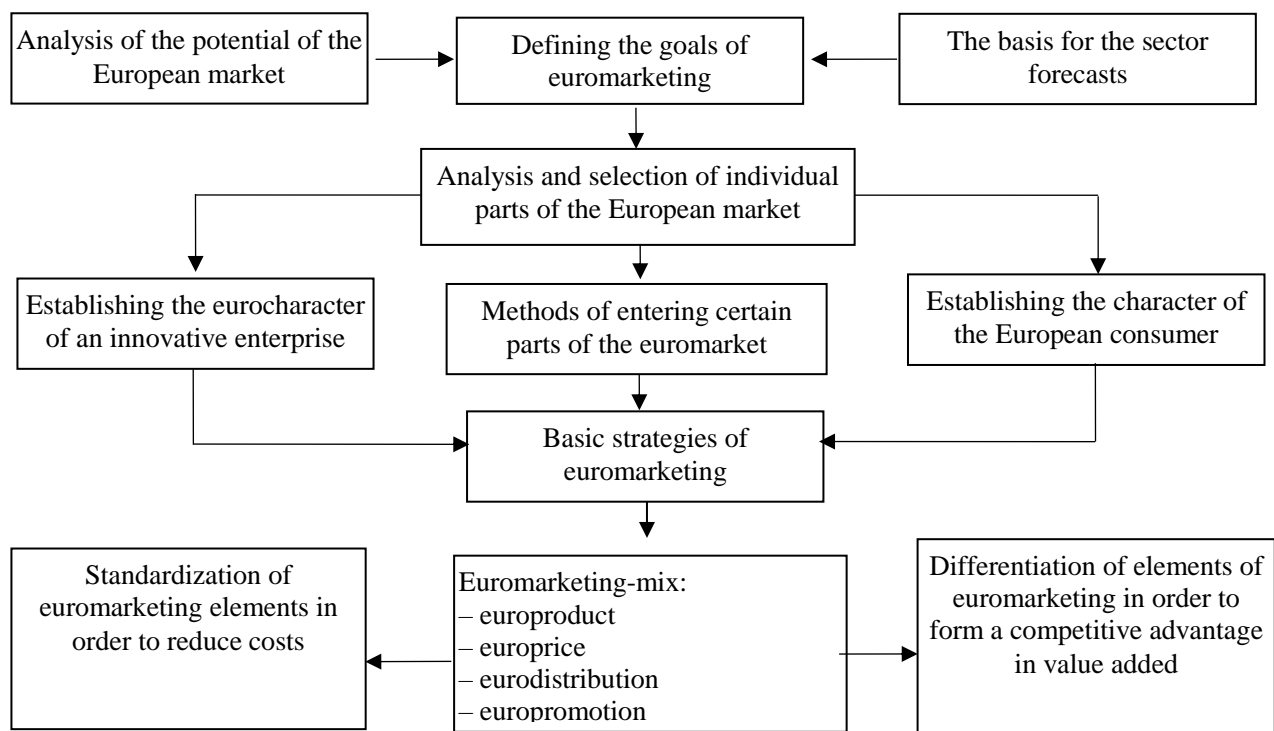 Analysis of the potential of the
European market
Defining the goals of
euromarketing
The basis for the sector
forecasts
Analysis and selection of individual
parts of the European market
Establishing the eurocharacter
of an innovative enterprise
Methods of entering certain
parts of the euromarket
Establishing the character of
the European consumer
Basic strategies of
euromarketing
Standardization of
euromarketing elements in
order to reduce costs
Euromarketing-mix:
– europroduct
– europrice
– eurodistribution
– europromotion
Differentiation of elements of
euromarketing in order to
form a competitive advantage
in value added